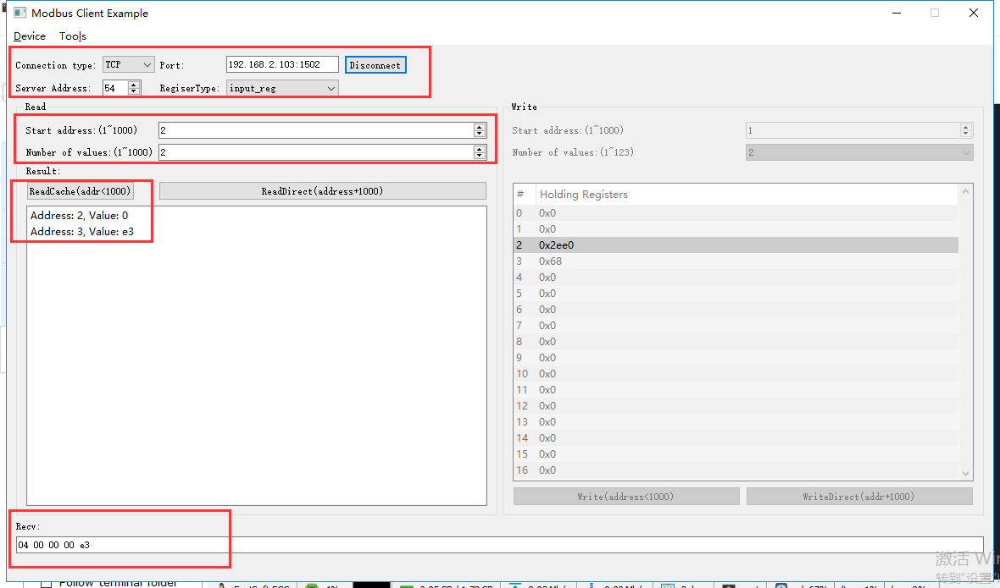 Modbus Client Example
Device Tools
Connection type: TCP Port: 192.168.2.103:1502 Disconnect
Server Address: 54 RegiserType: input_reg
Read
Start address:(1~1000) 2
Number of values:(1~1000) 2
Result:
ReadCache(addr<1000) ReadDirect(address+1000)
Address: 2, Value: 0
Address: 3, Value: e3
Write
Start address:(1~1000) 1
Number of values:(1~123) 2
# Holding Registers
0 0x0
1 0x0
2 0x2ee0
3 0x68
4 0x0
5 0x0
6 0x0
7 0x0
8 0x0
9 0x0
10 0x0
11 0x0
12 0x0
13 0x0
14 0x0
15 0x0
16 0x0
Write(address<1000) WriteDirect(addr+1000)
Recv:
04 00 00 00 e3
激活 Win
转到"设置"
Follow terminal folder